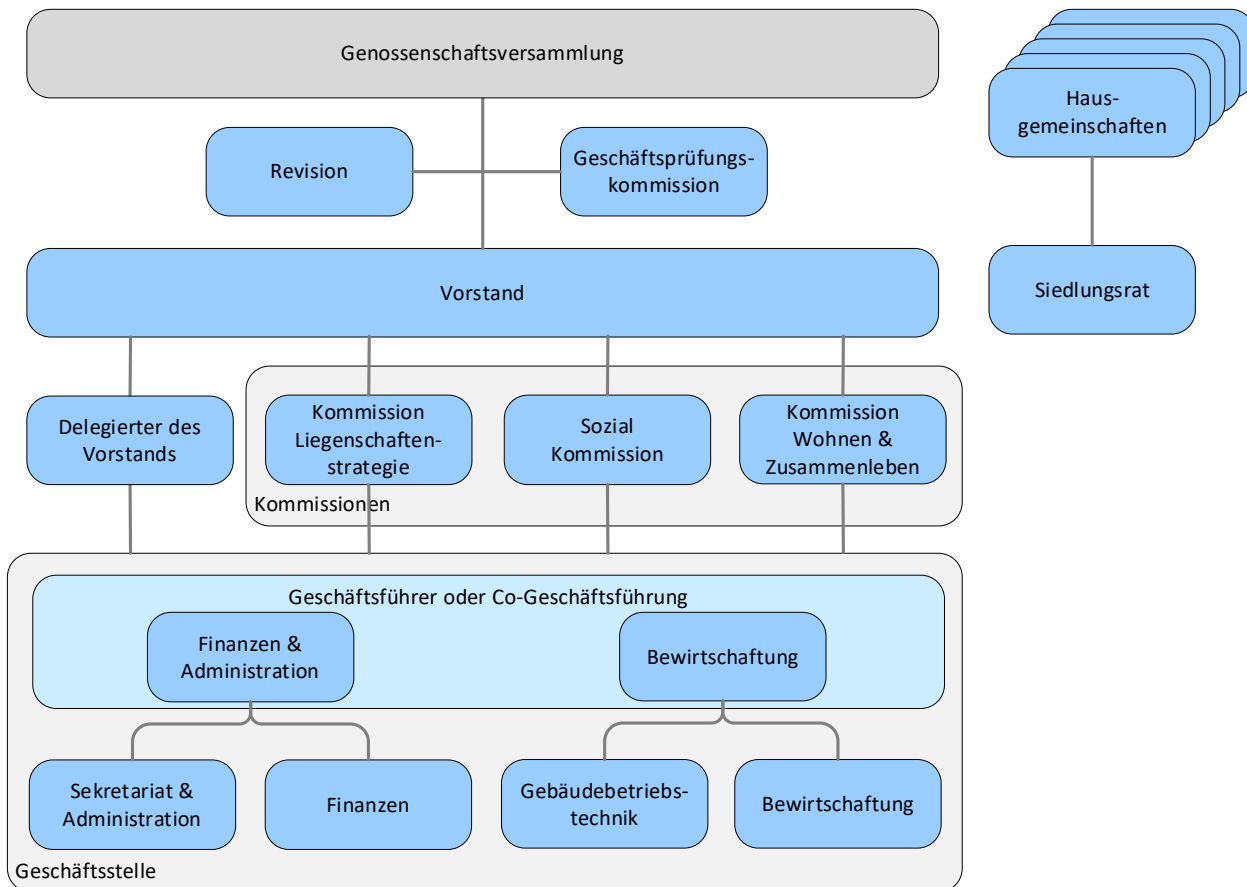 Genossenschaftsversammlung
Haus-
gemeinschaften
Revision
Geschäftsprüfungs-
kommission
Vorstand
Siedlungsrat
Delegierter des
Vorstands
Kommission
Liegenschaften-
strategie
Sozial
Kommission
Kommission
Wohnen &
Zusammenleben
Kommissionen
Geschäftsführer oder Co-Geschäftsführung
Finanzen &
Administration
Bewirtschaftung
Sekretariat &
Administration
Finanzen
Gebäudebetriebs-
technik
Bewirtschaftung
Geschäftsstelle